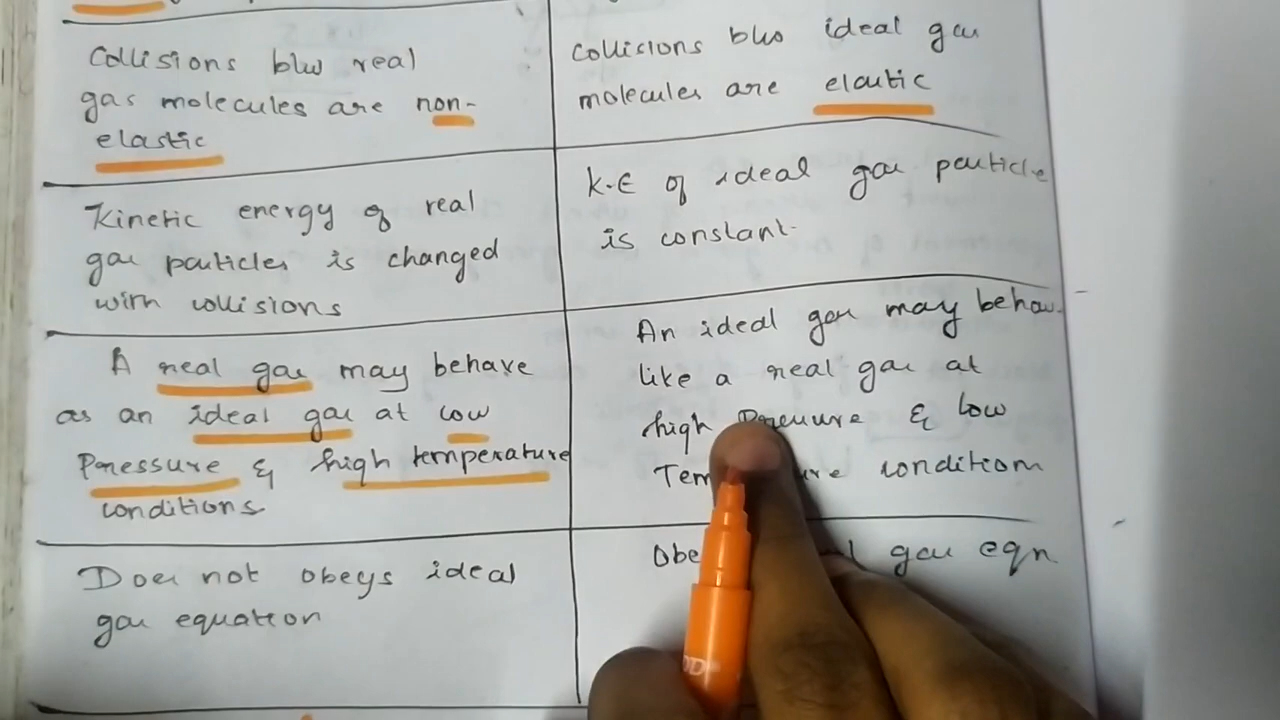 Collisions b/w real
gas molecules are non-
elastic
Collisions b/w ideal gas
molecules are elastic
Kinetic energy of real
gas particles is changed
with collisions
K.E of ideal gas particle
is constant.
A real gas may behave
as an ideal gas at low
Pressure & high temperature
conditions.
An ideal gas may behav
like a real gas at
high Pressure & low
condition
Does not obeys ideal
gas equation
gas eqn